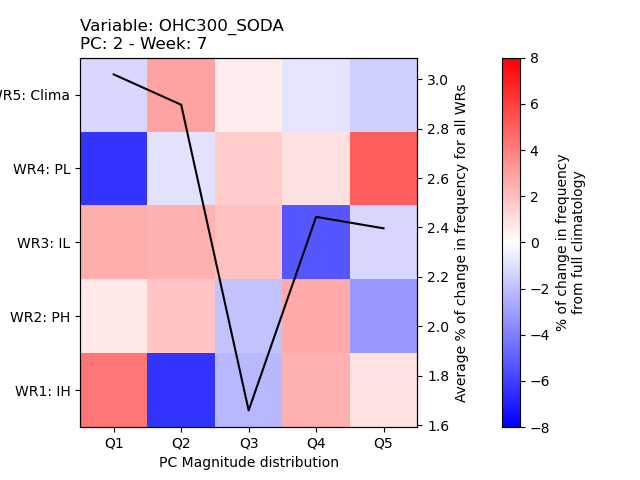 Variable: OHC300_SODA
PC: 2 - Week: 7
WR5: Clima
WR4: PL
WR3: IL
WR2: PH
WR1: IH
Q1 Q2 Q3 Q4 Q5
PC Magnitude distribution
3.0
2.8
2.6
2.4
2.2
2.0
1.8
1.6
Average % of change in frequency for all WRs
8
6
4
2
0
−2
−4
−6
−8
% of change in frequency
from full climatology